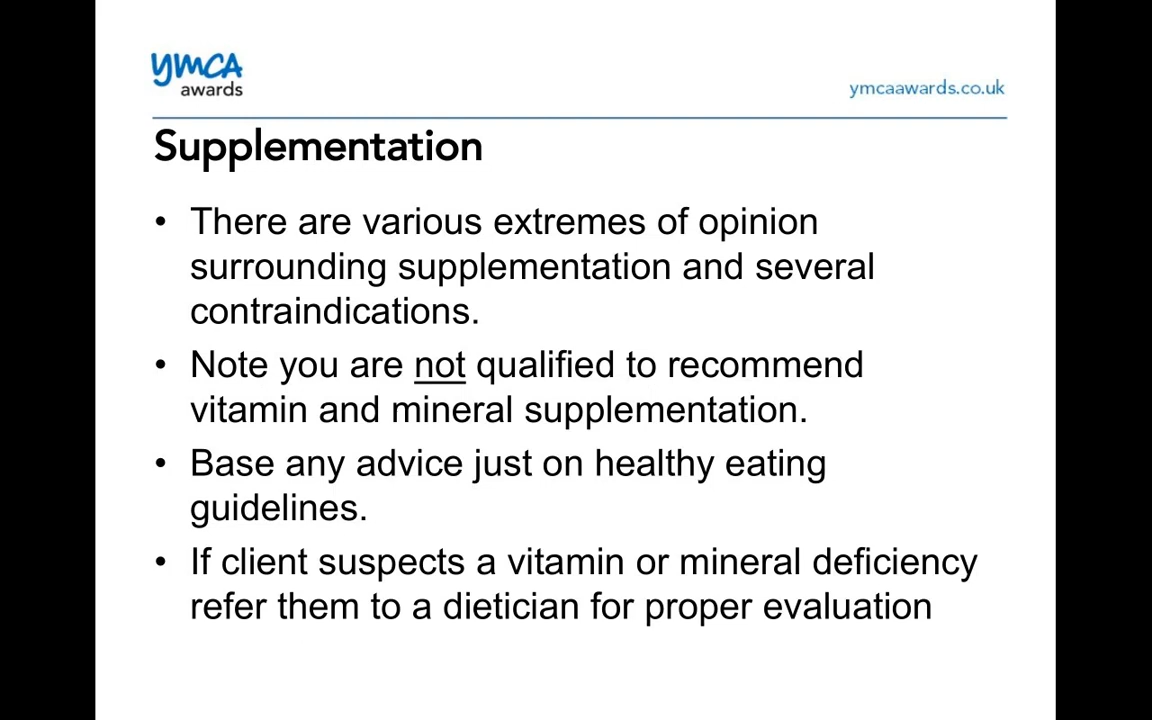 ymca
awards
ymcaawards.co.uk
Supplementation
• There are various extremes of opinion
surrounding supplementation and several
contraindications.
• Note you are not qualified to recommend
vitamin and mineral supplementation.
• Base any advice just on healthy eating
guidelines.
• If client suspects a vitamin or mineral deficiency
refer them to a dietician for proper evaluation